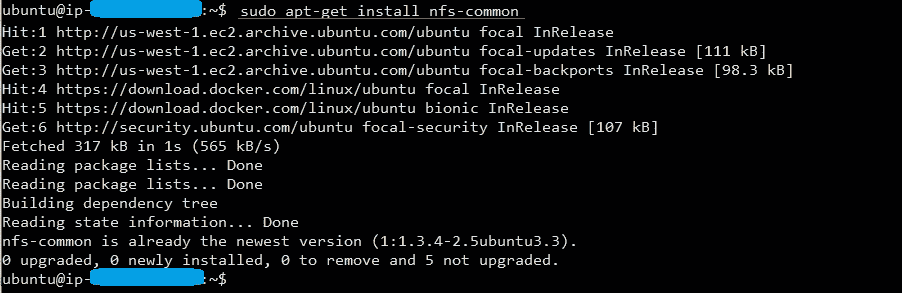 ubuntu@ip-:~$ sudo apt-get install nfs-common
Hit:1 http://us-west-1.ec2.archive.ubuntu.com/ubuntu focal InRelease
Get:2 http://us-west-1.ec2.archive.ubuntu.com/ubuntu focal-updates InRelease [111 kB]
Get:3 http://us-west-1.ec2.archive.ubuntu.com/ubuntu focal-backports InRelease [98.3 kB]
Hit:4 https://download.docker.com/linux/ubuntu focal InRelease
Hit:5 https://download.docker.com/linux/ubuntu bionic InRelease
Get:6 http://security.ubuntu.com/ubuntu focal-security InRelease [107 kB]
Fetched 317 kB in 1s (565 kB/s)
Reading package lists... Done
Reading package lists... Done
Building dependency tree
Reading state information... Done
nfs-common is already the newest version (1:1.3.4-2.5ubuntu3.3).
0 upgraded, 0 newly installed, 0 to remove and 5 not upgraded.
ubuntu@ip-:~$